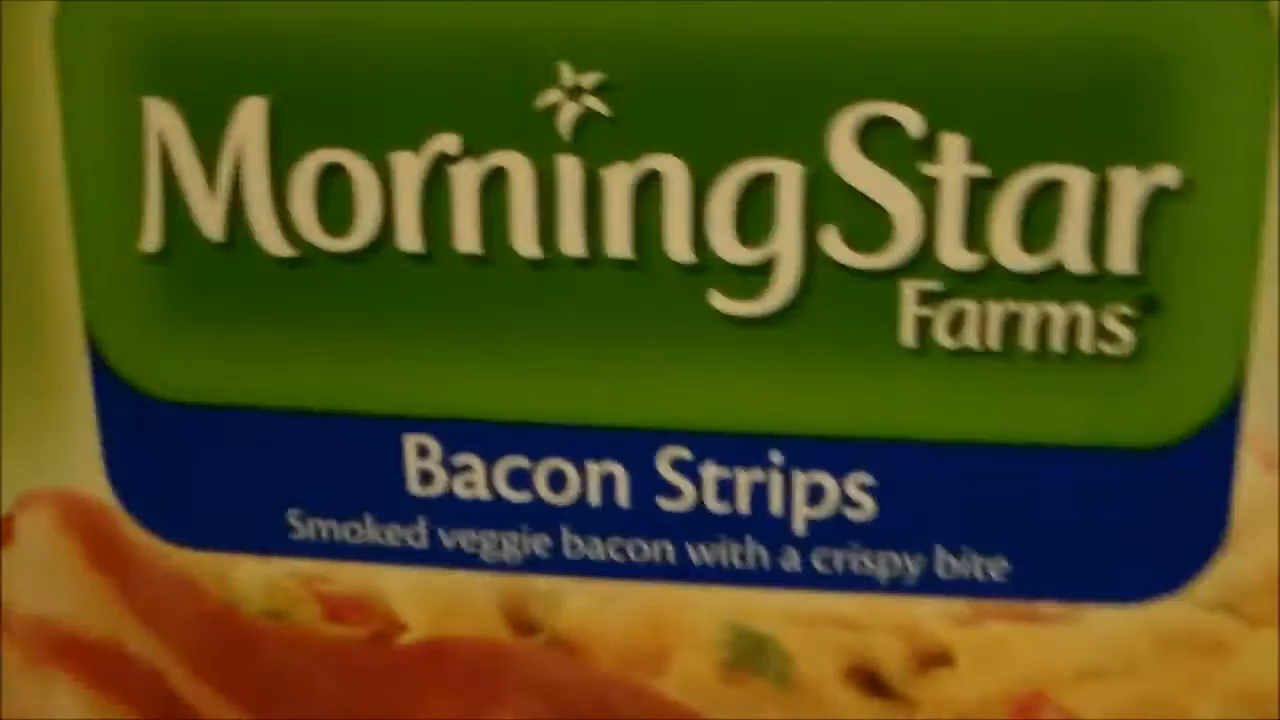 MorningStar
Farms
Bacon Strips
Smoked veggie bacon with a crispy bite